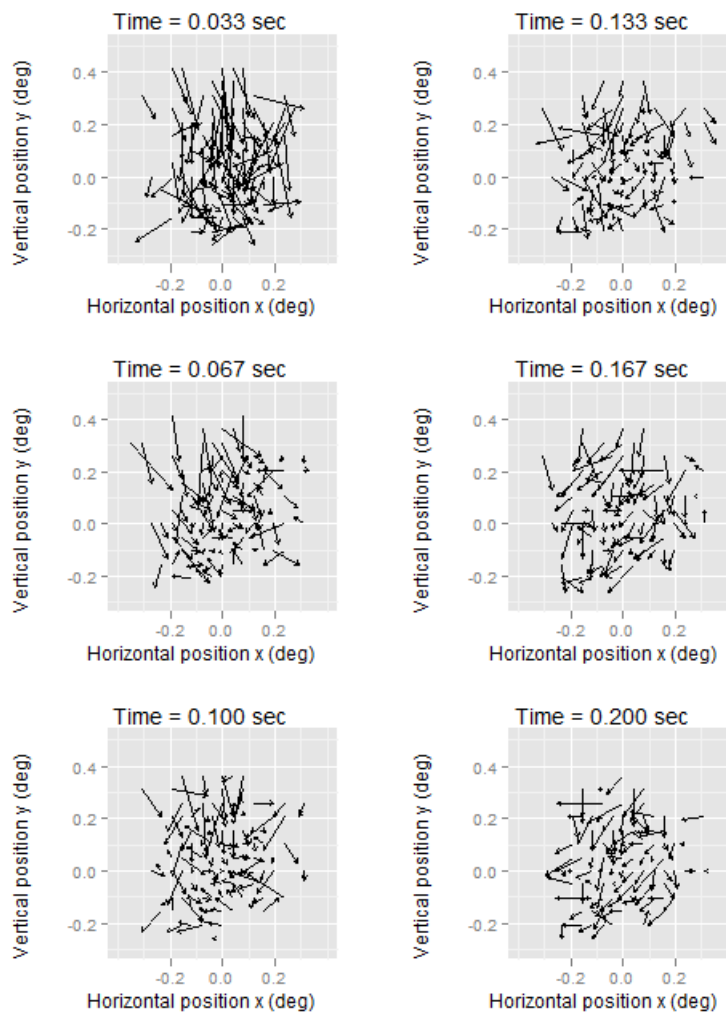 Time = 0.033 sec
Vertical position y (deg)
0.4
0.2
0.0
-0.2
-0.2 0.0 0.2
Horizontal position x (deg)
Time = 0.133 sec
Vertical position y (deg)
0.4
0.2
0.0
-0.2
-0.2 0.0 0.2
Horizontal position x (deg)
Time = 0.067 sec
Vertical position y (deg)
0.4
0.2
0.0
-0.2
-0.2 0.0 0.2
Horizontal position x (deg)
Time = 0.167 sec
Vertical position y (deg)
0.4
0.2
0.0
-0.2
-0.2 0.0 0.2
Horizontal position x (deg)
Time = 0.100 sec
Vertical position y (deg)
0.4
0.2
0.0
-0.2
-0.2 0.0 0.2
Horizontal position x (deg)
Time = 0.200 sec
Vertical position y (deg)
0.4
0.2
0.0
-0.2
-0.2 0.0 0.2
Horizontal position x (deg)